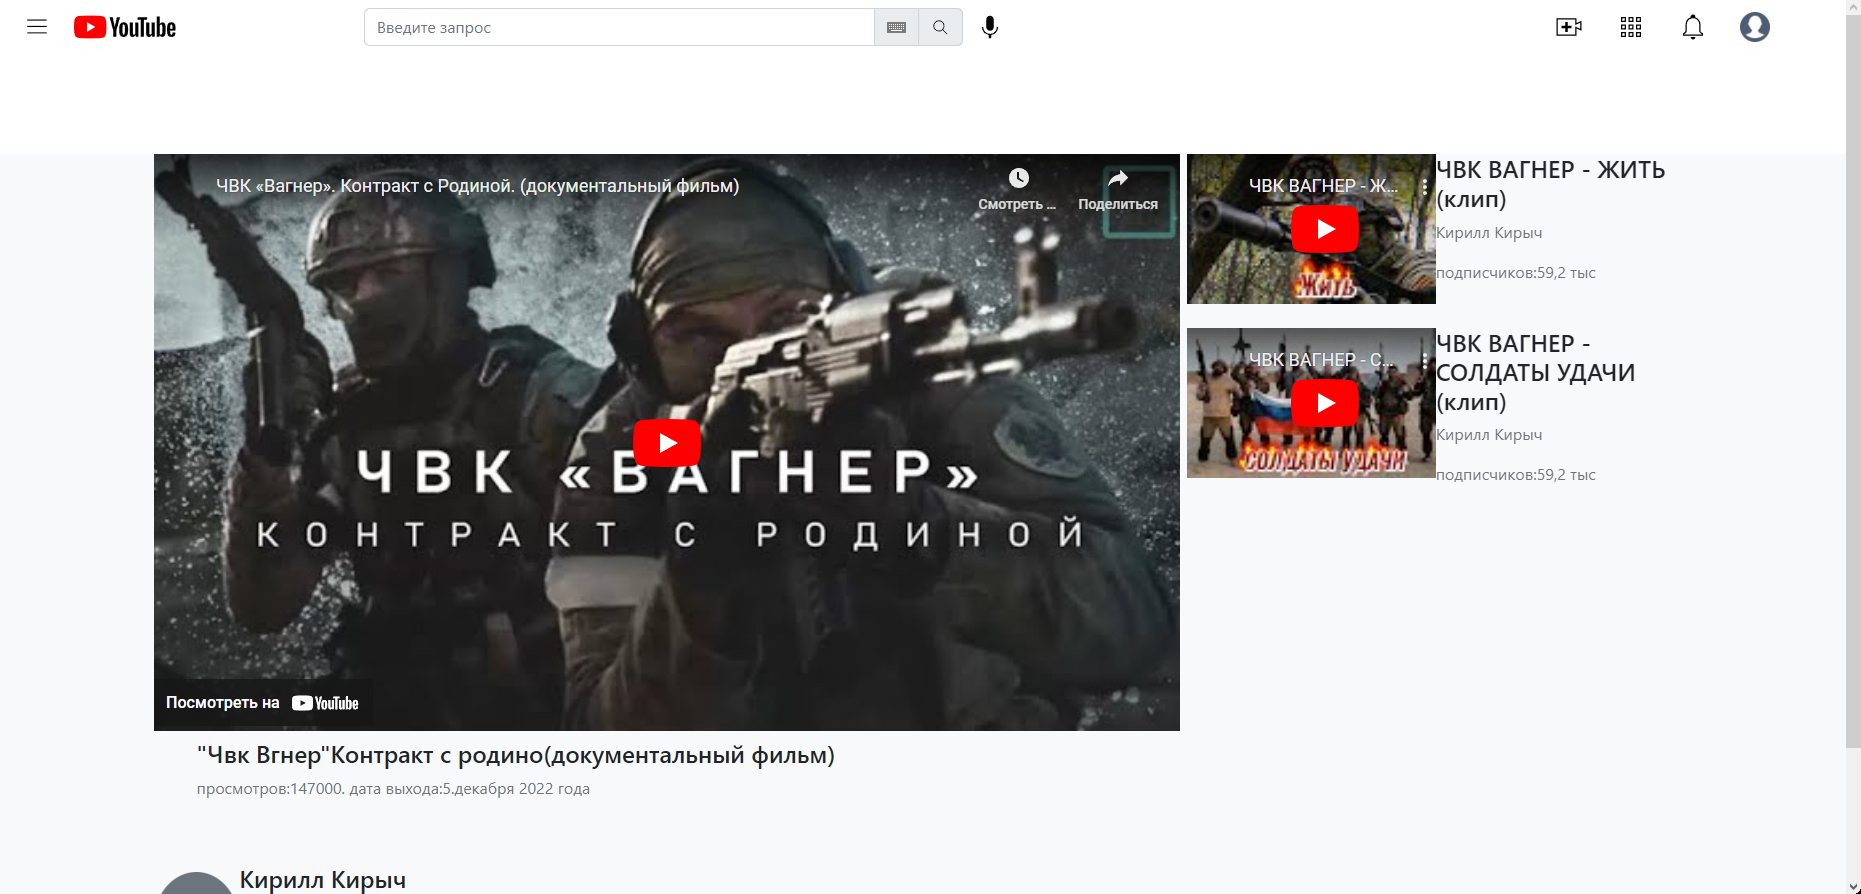 YouTube
Введите запрос
ЧВК «Вагнер». Контракт с Родиной. (документальный фильм)
Смотреть ...
Поделиться
ЧВК «ВАГНЕР»
КОНТРАКТ С РОДИНОЙ
Посмотреть на YouTube
"Чвк Вгнер"Контракт с родино(документальный фильм)
просмотров:147000. дата выхода:5.декабря 2022 года
Кирилл Кирыч
ЧВК ВАГНЕР - Ж...
Жить
ЧВК ВАГНЕР - ЖИТЬ
(клип)
Кирилл Кирыч
подписчиков:59,2 тыс
ЧВК ВАГНЕР - С...
СОЛДАТЫ УДАЧИ
ЧВК ВАГНЕР -
СОЛДАТЫ УДАЧИ
(клип)
Кирилл Кирыч
подписчиков:59,2 тыс